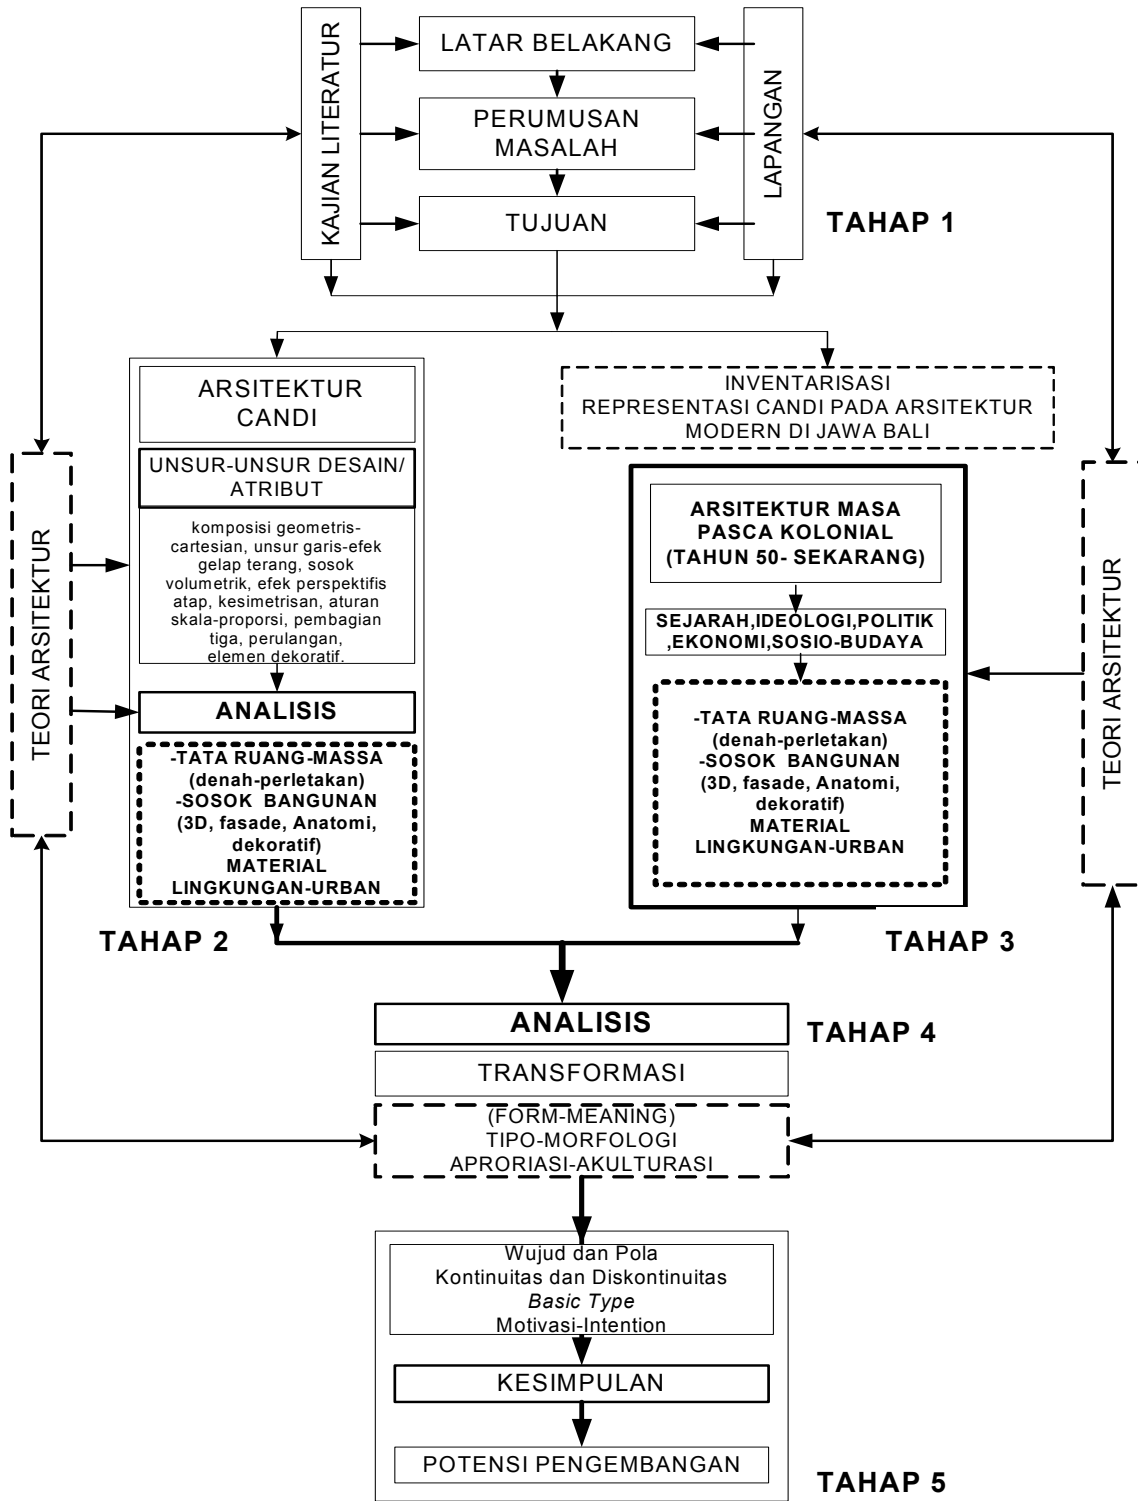 KAJIAN LITERATUR
LATAR BELAKANG
PERUMUSAN
MASALAH
TUJUAN
LAPANGAN
TAHAP 1
TEORI ARSITEKTUR
ARSITEKTUR
CANDI
UNSUR-UNSUR DESAIN/
ATRIBUT
komposisi geometris-
cartesian, unsur garis-efek
gelap terang, sosok
volumetrik, efek perspektifis
atap, kesimetrisan, aturan
skala-proporsi, pembagian
tiga, perulangan,
elemen dekoratif.
ANALISIS
-TATA RUANG-MASSA
(denah-perletakan)
-SOSOK BANGUNAN
(3D, fasade, Anatomi,
dekoratif)
MATERIAL
LINGKUNGAN-URBAN
TAHAP 2
INVENTARISASI
REPRESENTASI CANDI PADA ARSITEKTUR
MODERN DI JAWA BALI
ARSITEKTUR MASA
PASCA KOLONIAL
(TAHUN 50- SEKARANG)
SEJARAH,IDEOLOGI,POLITIK
,EKONOMI,SOSIO-BUDAYA
-TATA RUANG-MASSA
(denah-perletakan)
-SOSOK BANGUNAN
(3D, fasade, Anatomi,
dekoratif)
MATERIAL
LINGKUNGAN-URBAN
TAHAP 3
TEORI ARSITEKTUR
ANALISIS
TAHAP 4
TRANSFORMASI
(FORM-MEANING)
TIPO-MORFOLOGI
APRORIASI-AKULTURASI
Wujud dan Pola
Kontinuitas dan Diskontinuitas
Basic Type
Motivasi-Intention
KESIMPULAN
POTENSI PENGEMBANGAN
TAHAP 5